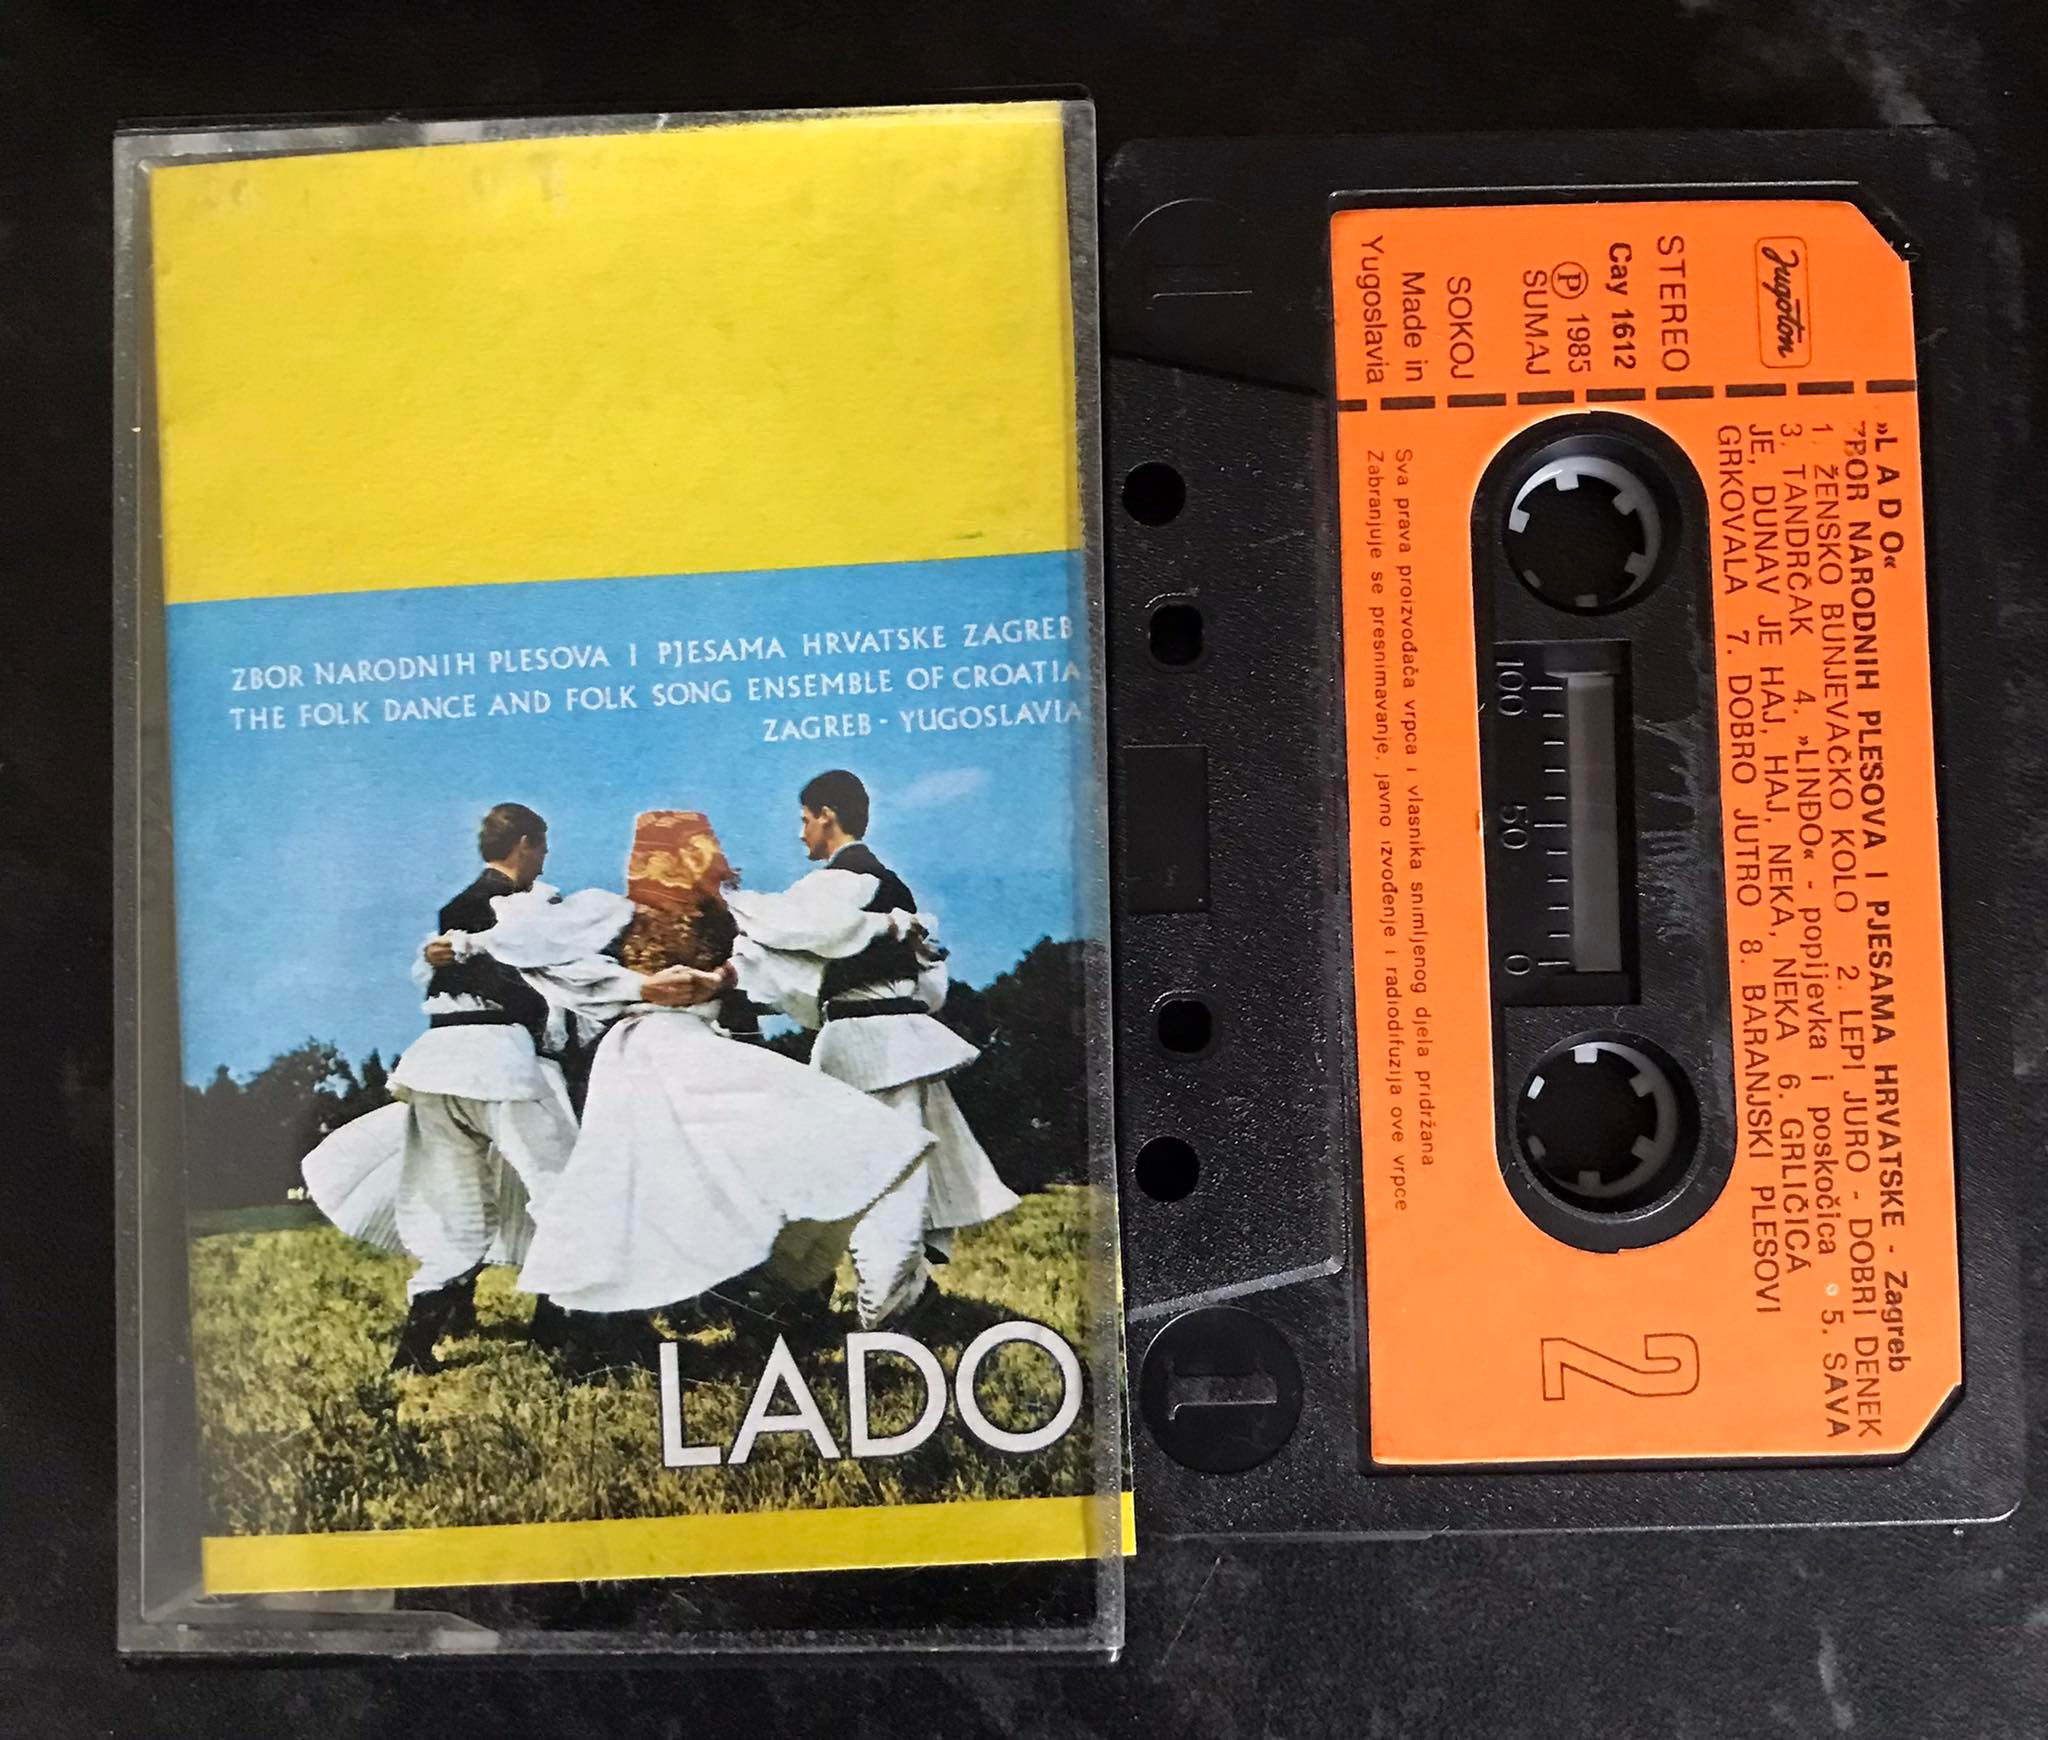 ZBOR NARODNIH PLESOVA I PJESAMA HRVATSKE ZAGREB
THE FOLK DANCE AND FOLK SONG ENSEMBLE OF CROATIA
ZAGREB - YUGOSLAVIA
LADO
Jugoton
STEREO
Cay 1612
Ⓟ 1985
SUMAJ
SOKOJ
Made in
Yugoslavia
»LADO«
ZBOR NARODNIH PLESOVA I PJESAMA HRVATSKE - Zagreb
1. ŽENSKO BUNJEVAČKO KOLO 2. LEPI JURO - DOBRI DENEK
3. TANDRČAK 4. »LINĐO« - popijevka i poskočica 5. SAVA
JE, DUNAV JE HAJ, HAJ, NEKA, NEKA 6. GRLIČICA
GRKOVALA 7. DOBRO JUTRO 8. BARANJSKI PLESOVI
100 50 0
2
Sva prava proizvođača vrpca i vlasnika snimljenog djela pridržana
Zabranjuje se presnimavanje, javno izvođenje i radiodifuzija ove vrpce
1